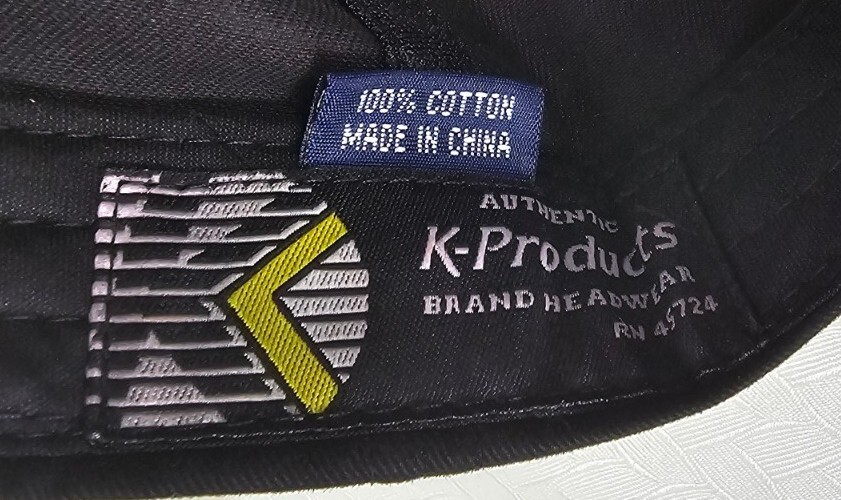 100% COTTON
MADE IN CHINA
AUTHENTIC
K-Products
BRAND HEADWEAR
RN 45724